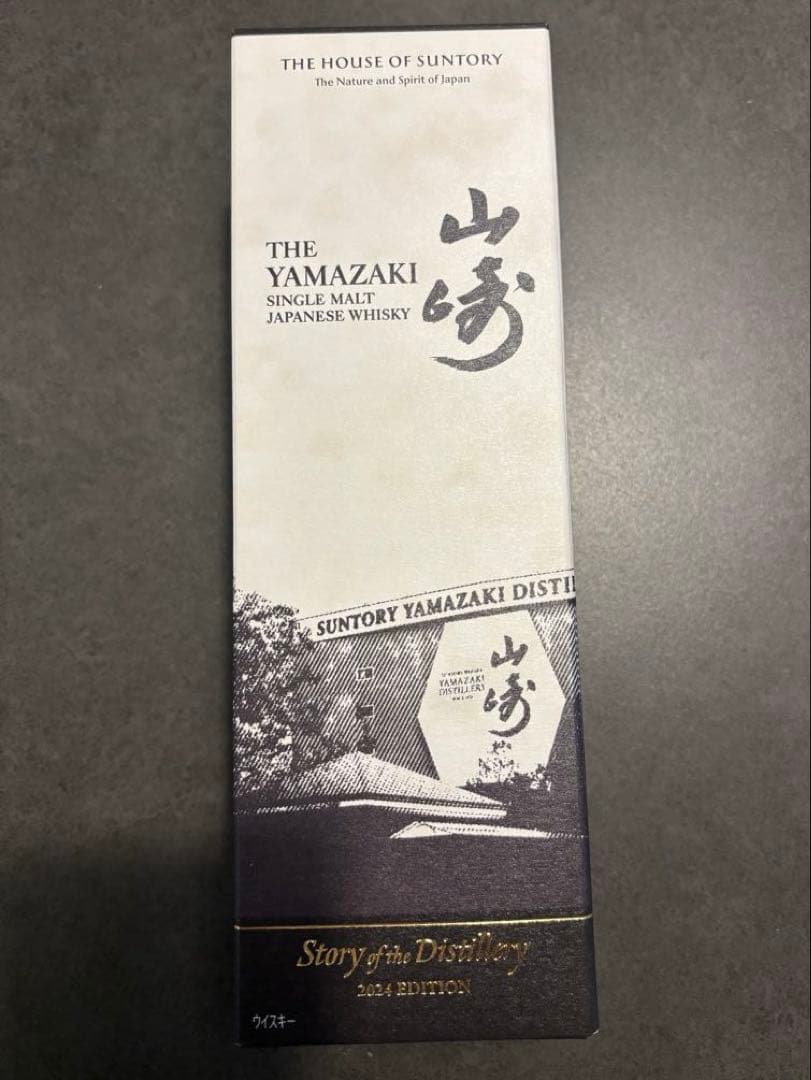 THE HOUSE OF SUNTORY
The Nature and Spirit of Japan
山崎
THE
YAMAZAKI
SINGLE MALT
JAPANESE WHISKY
SUNTORY YAMAZAKI DISTI
山崎
YAMAZAKI
DISTILLERY
Story of the Distillery
2024 EDITION
ウイスキー